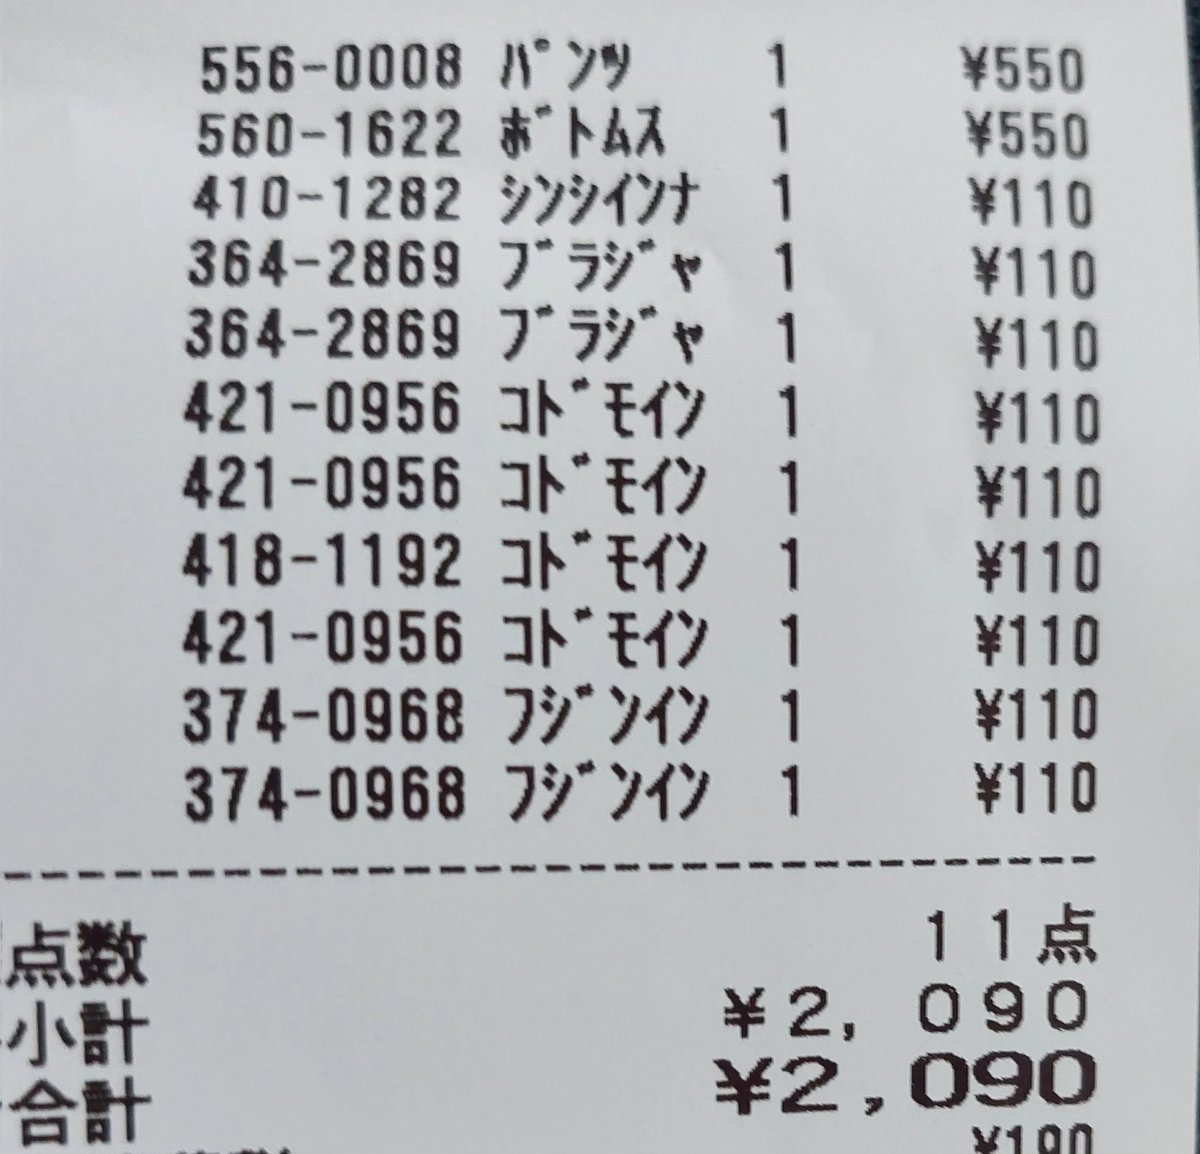 556-0008 ﾊﾟﾝﾂ 1 ¥550
560-1622 ﾎﾞﾄﾑｽ 1 ¥550
410-1282 ｼﾝｼｲﾝﾅ 1 ¥110
364-2869 ﾌﾞﾗｼﾞｬ 1 ¥110
364-2869 ﾌﾞﾗｼﾞｬ 1 ¥110
421-0956 ｺﾄﾞﾓｲﾝ 1 ¥110
421-0956 ｺﾄﾞﾓｲﾝ 1 ¥110
418-1192 ｺﾄﾞﾓｲﾝ 1 ¥110
421-0956 ｺﾄﾞﾓｲﾝ 1 ¥110
374-0968 ﾌｼﾞﾝｲﾝ 1 ¥110
374-0968 ﾌｼﾞﾝｲﾝ 1 ¥110
点数 11点
小計 ¥2,090
合計 ¥2,090
¥190